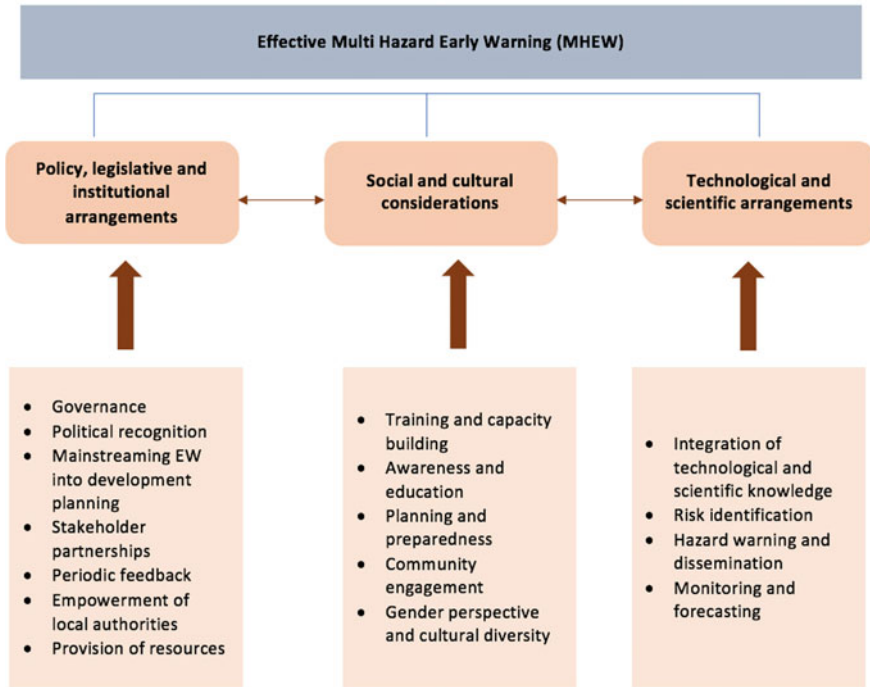 Effective Multi Hazard Early Warning (MHEW)
Policy, legislative and
institutional
arrangements
Social and cultural
considerations
Technological and
scientific arrangements
• Governance
• Political recognition
• Mainstreaming EW
into development
planning
• Stakeholder
partnerships
• Periodic feedback
• Empowerment of
local authorities
• Provision of resources
• Training and capacity
building
• Awareness and
education
• Planning and
preparedness
• Community
engagement
• Gender perspective
and cultural diversity
• Integration of
technological and
scientific knowledge
• Risk identification
• Hazard warning and
dissemination
• Monitoring and
forecasting